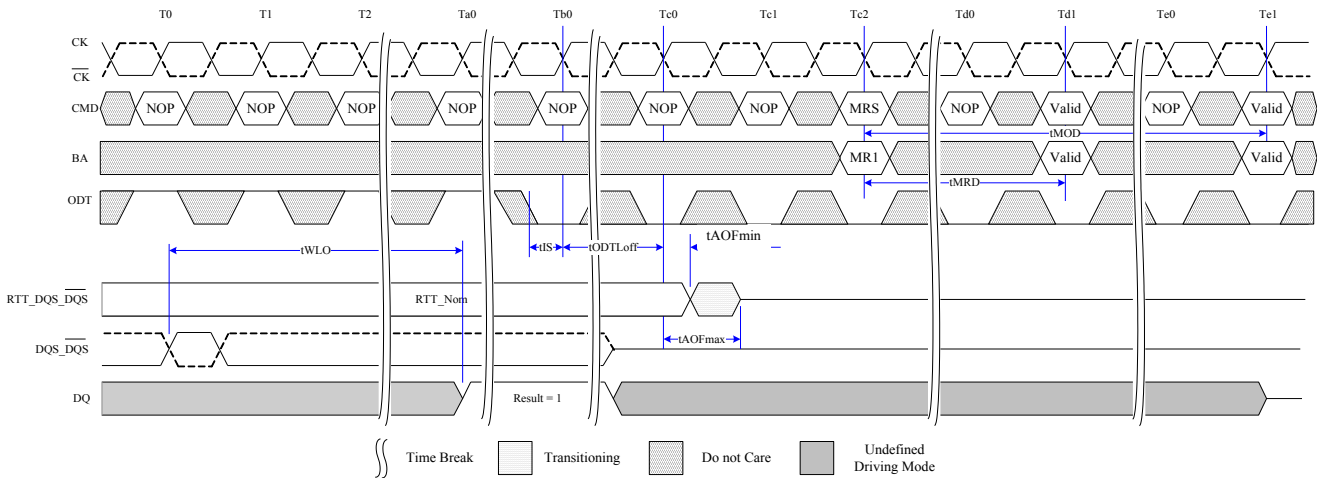 T0 T1 T2 Ta0 Tb0 Tc0 Tc1 Tc2 Td0 Td1 Te0 Te1
CK
CK
CMD NOP NOP NOP NOP NOP NOP NOP MRS NOP Valid NOP Valid
tMOD
BA MR1 Valid Valid
tMRD
ODT
tAOFmin
tWLO tIS tODTLoff
RTT_DQS_DQS RTT_Nom
DQS_DQS tAOFmax
DQ Result = 1
Time Break Transitioning Do not Care Undefined
Driving Mode